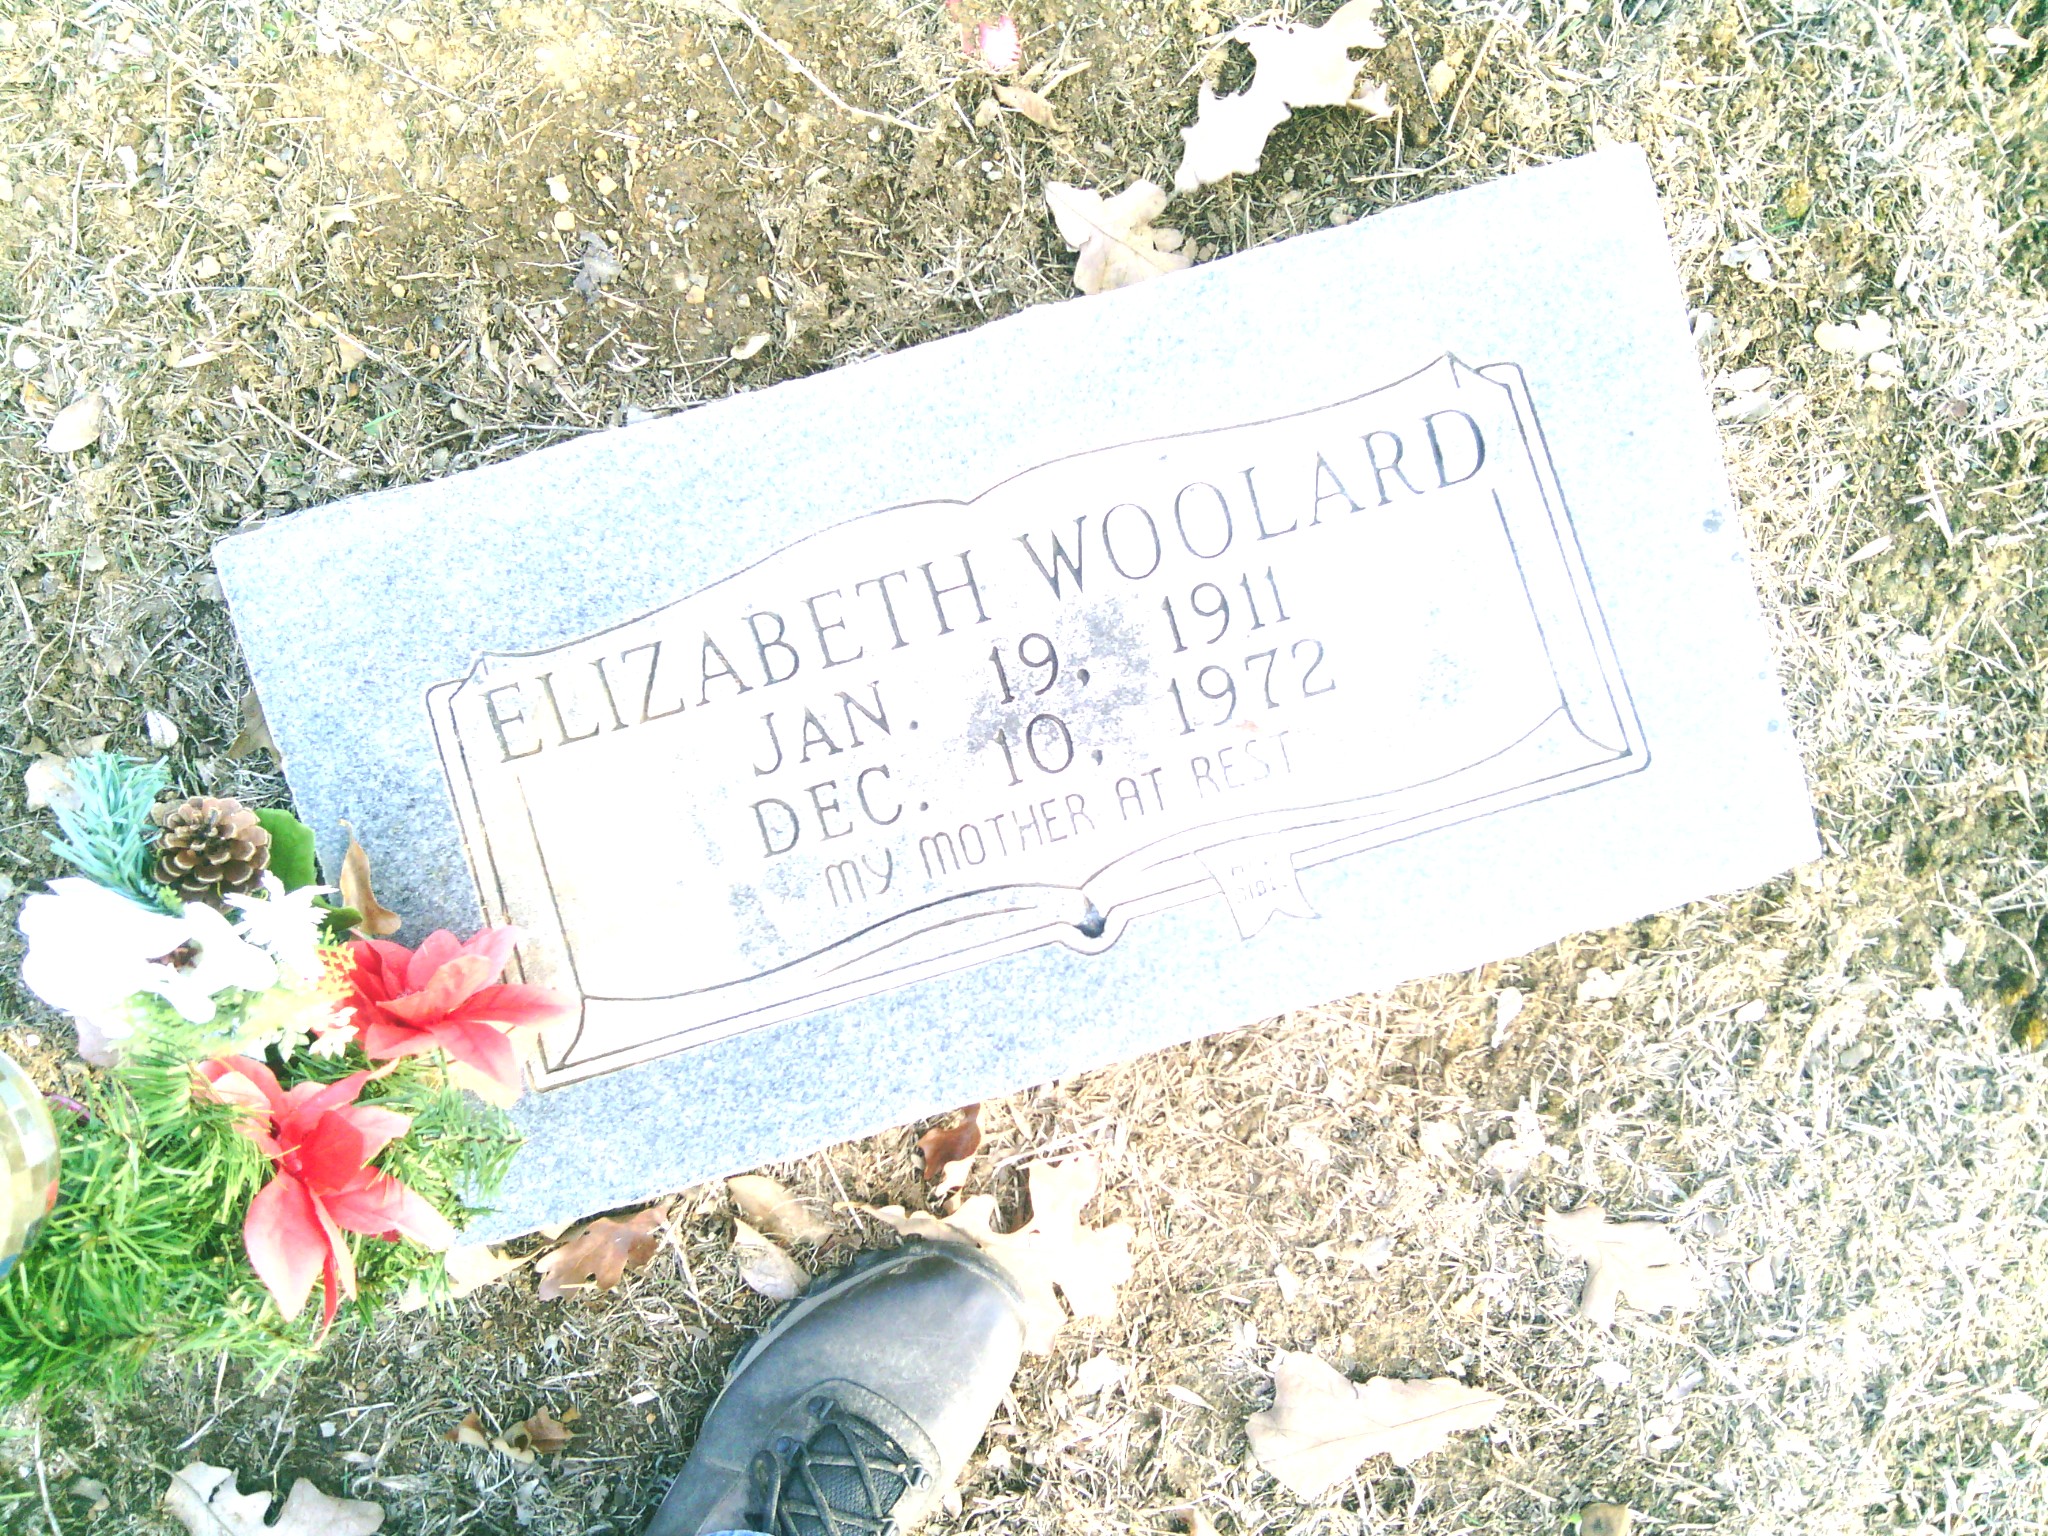 ELIZABETH WOOLARD
JAN. 19, 1911
DEC. 10, 1972
MY MOTHER AT REST